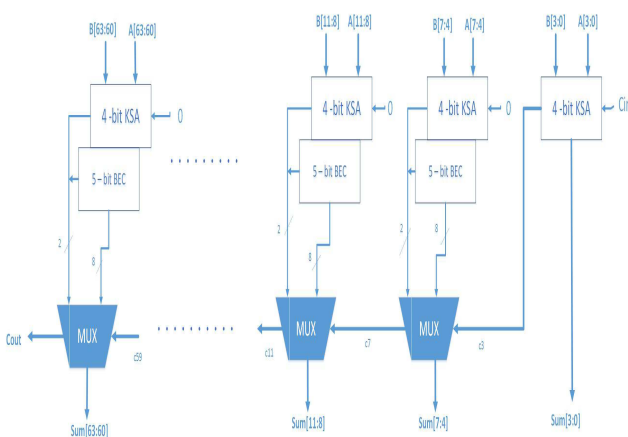 B[63:60] A[63:60]
B[11:8] A[11:8]
B[7:4] A[7:4]
B[3:0] A[3:0]
4 -bit KSA
0
4 -bit KSA
0
4 -bit KSA
0
4 -bit KSA
Cin
5 – bit BEC
5 – bit BEC
5 – bit BEC
2
8
2
8
2
8
Cout
MUX
c59
c11
MUX
c7
MUX
c3
Sum[63:60]
Sum[11:8]
Sum[7:4]
Sum[3:0]